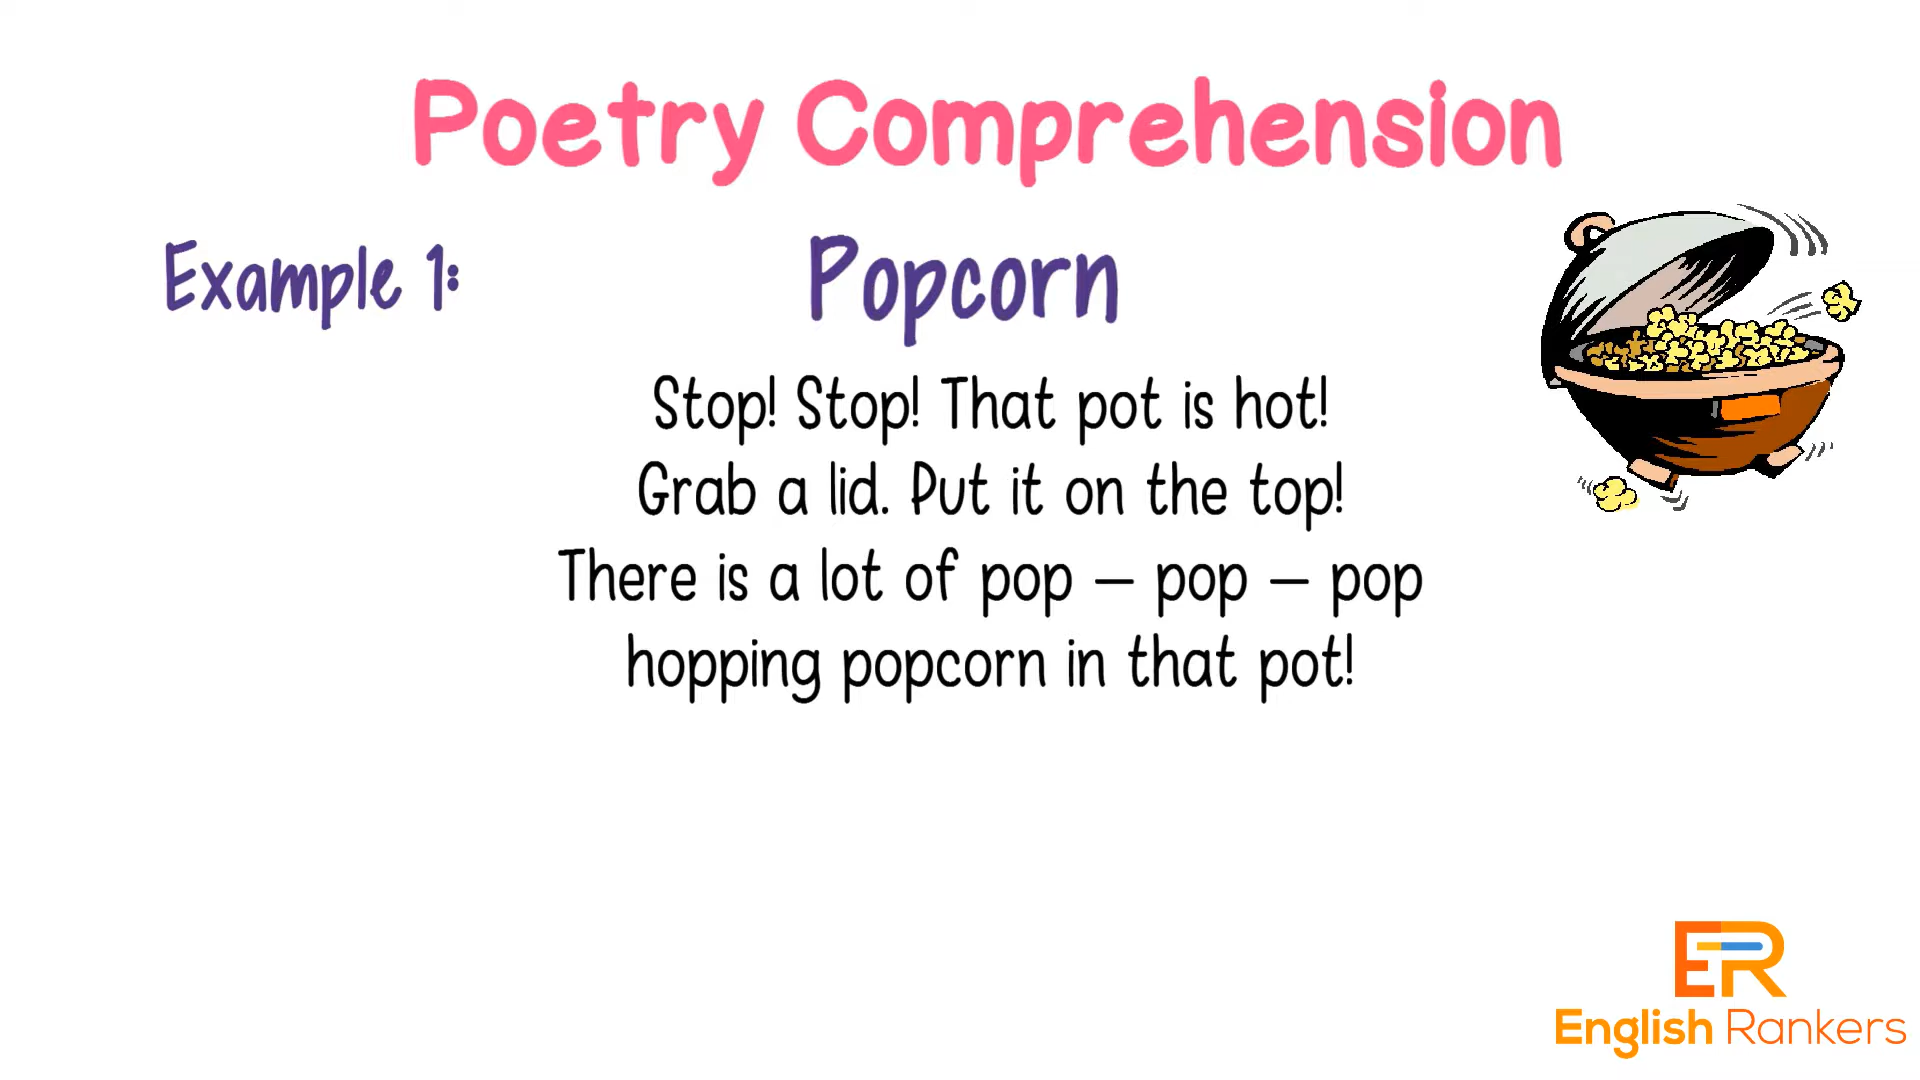 Poetry Comprehension
Example 1:
Popcorn
Stop! Stop! That pot is hot!
Grab a lid. Put it on the top!
There is a lot of pop – pop – pop
hopping popcorn in that pot!
ER
English Rankers